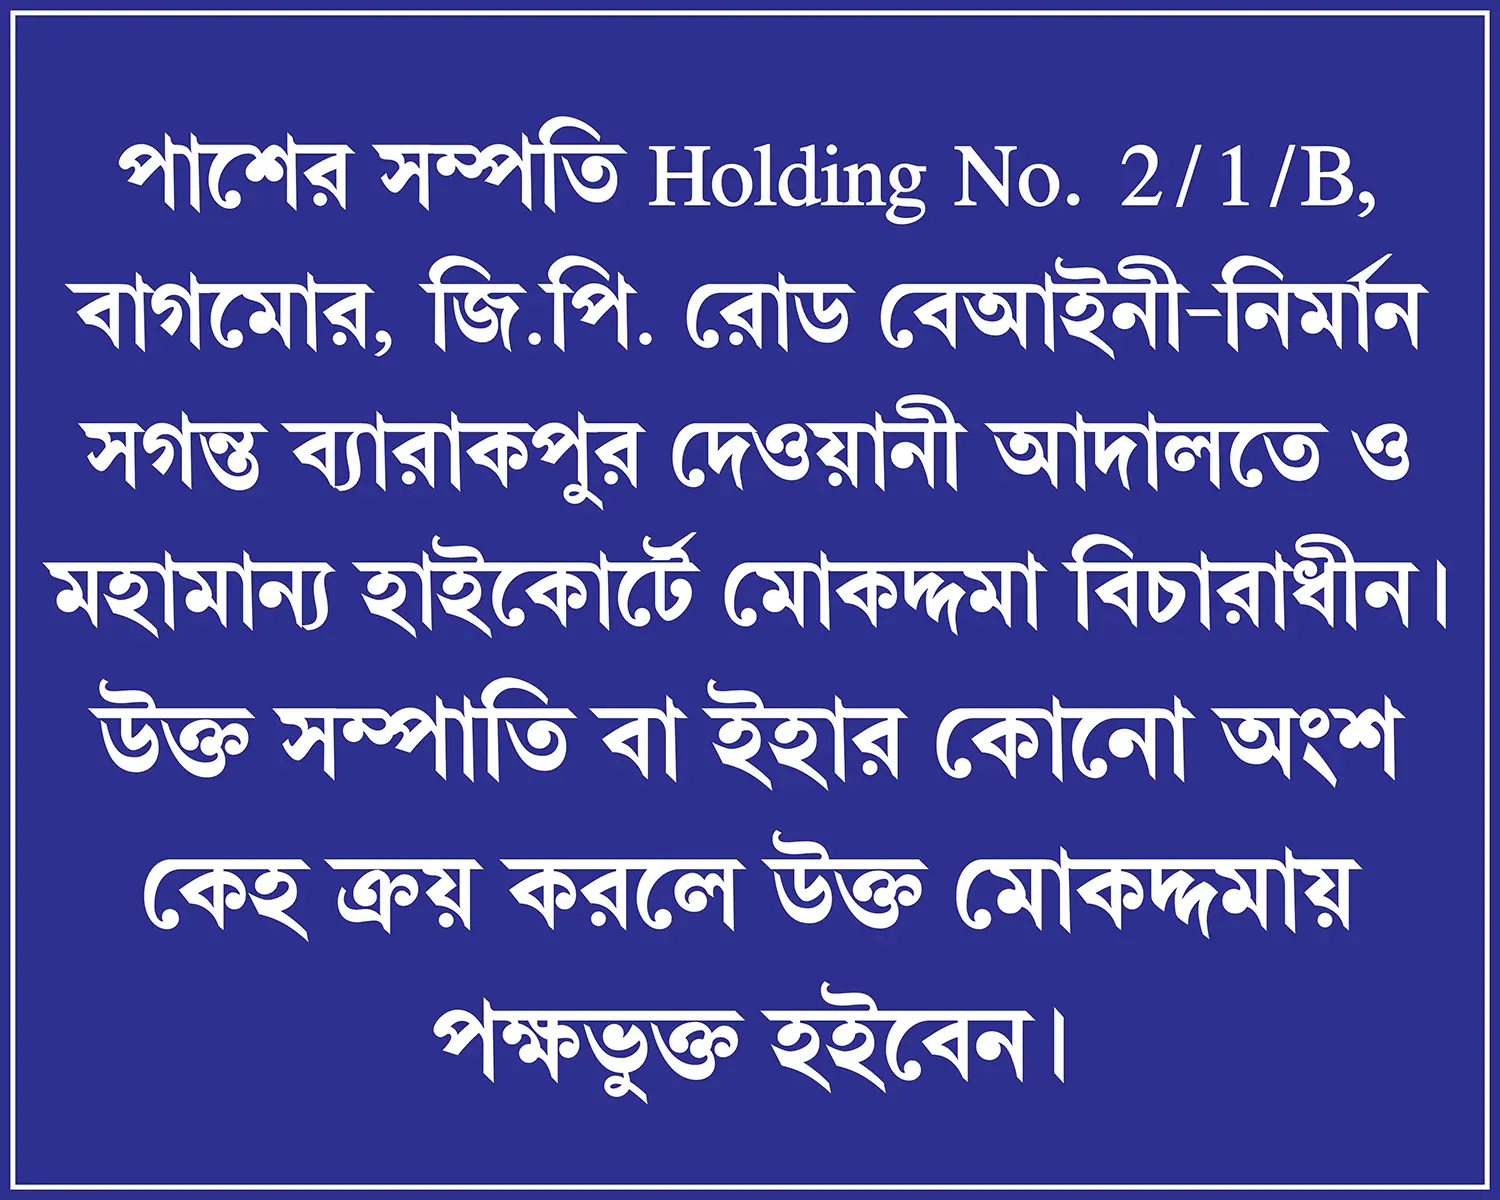 পাশের সম্পতি Holding No. 2/1/B,
বাগমোর, জি.পি. রোড বেআইনী-নির্মান
সগন্ত ব্যারাকপুর দেওয়ানী আদালতে ও
মহামান্য হাইকোর্টে মোকদ্দমা বিচারাধীন।
উক্ত সম্পাতি বা ইহার কোনো অংশ
কেহ ক্রয় করলে উক্ত মোকদ্দমায়
পক্ষভুক্ত হইবেন।